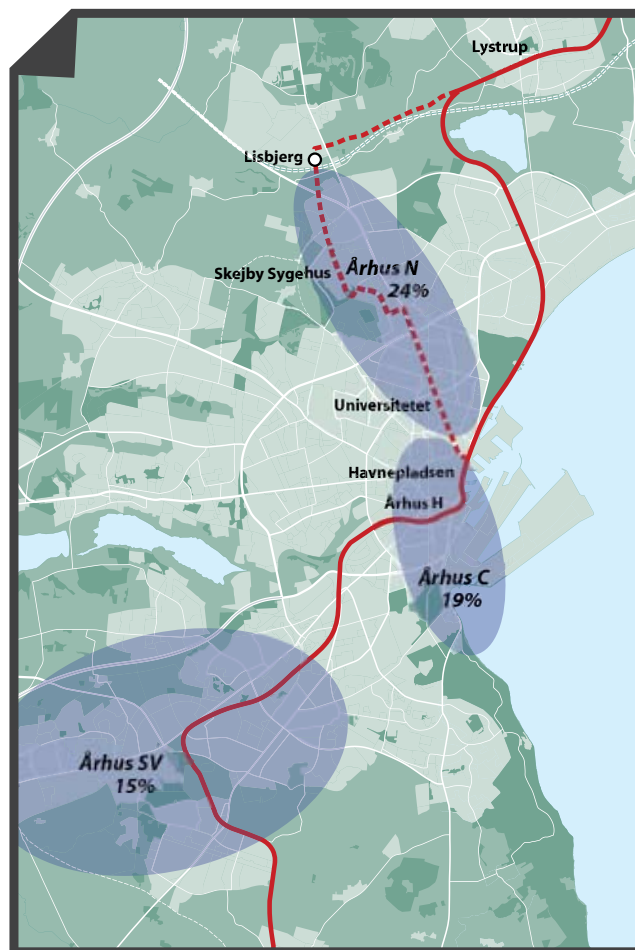 Lystrup
Lisbjerg
Århus N
Skejby Sygehus
24%
Universitetet
Havnepladsen
Århus H
Århus C
19%
Århus SV
15%